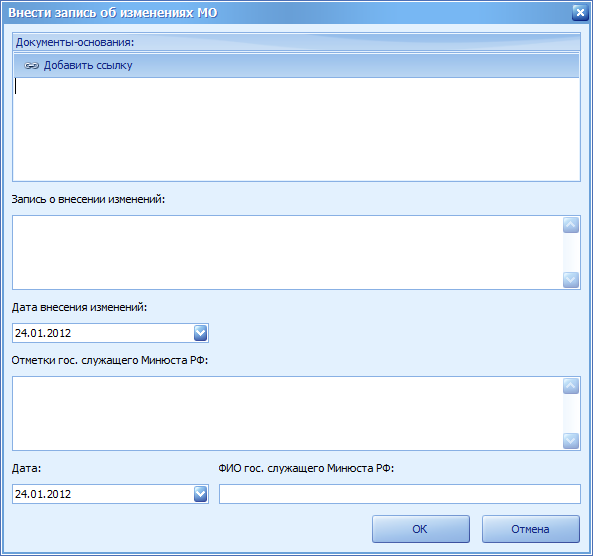 Внести запись об изменениях МО
Документы-основания:
Добавить ссылку
Запись о внесении изменений:
Дата внесения изменений:
24.01.2012
Отметки гос. служащего Минюста РФ:
Дата:
ФИО гос. служащего Минюста РФ:
24.01.2012
ОК
Отмена